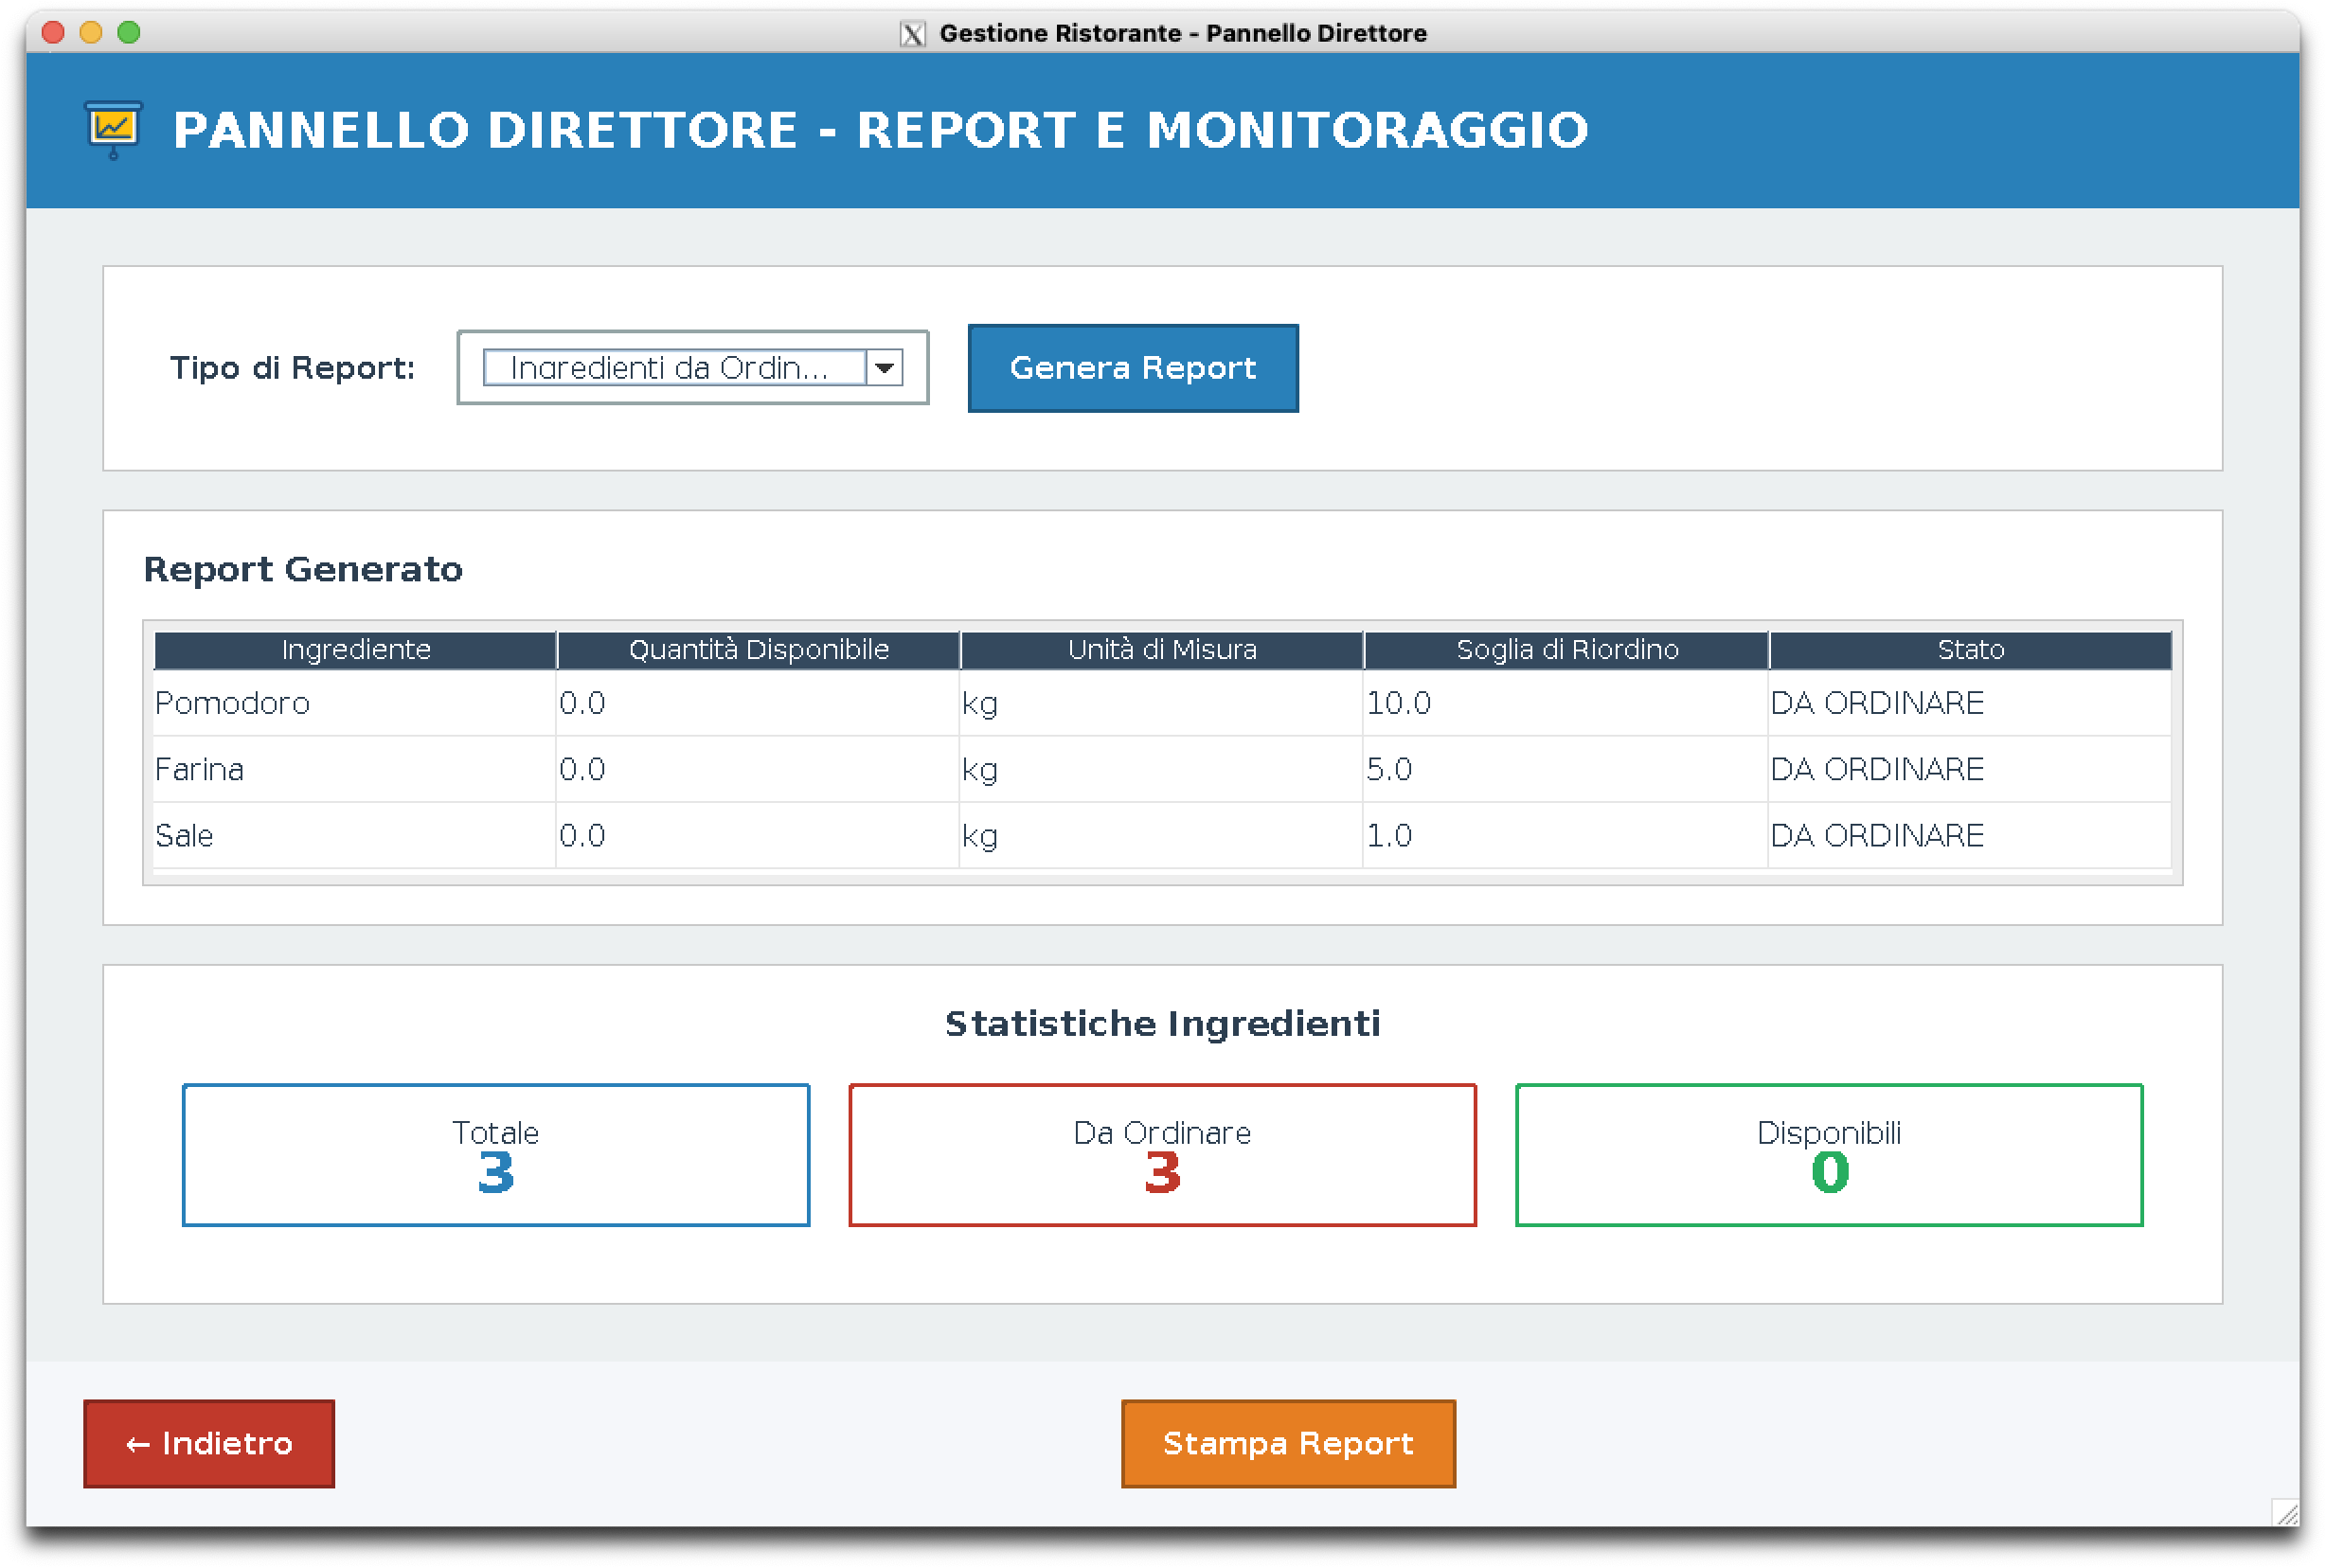 Gestione Ristorante - Pannello Direttore
PANNELLO DIRETTORE - REPORT E MONITORAGGIO
Tipo di Report: Ingredienti da Ordin... Genera Report
Report Generato
Ingrediente Quantità Disponibile Unità di Misura Soglia di Riordino Stato
Pomodoro 0.0 kg 10.0 DA ORDINARE
Farina 0.0 kg 5.0 DA ORDINARE
Sale 0.0 kg 1.0 DA ORDINARE
Statistiche Ingredienti
Totale Da Ordinare Disponibili
3 3 0
← Indietro Stampa Report